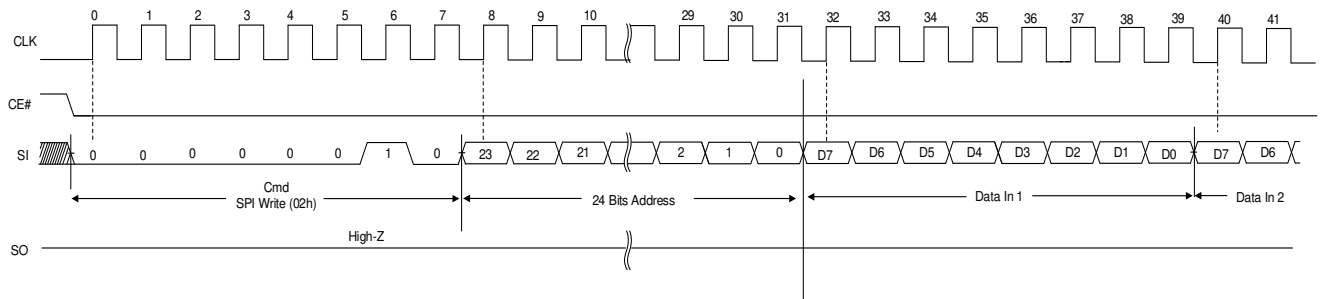 0 1 2 3 4 5 6 7 8 9 10 29 30 31 32 33 34 35 36 37 38 39 40 41
CLK
CE#
SI 0 0 0 0 0 0 1 0 23 22 21 2 1 0 D7 D6 D5 D4 D3 D2 D1 D0 D7 D6
Cmd
SPI Write (02h) 24 Bits Address Data In 1 Data In 2
High-Z
SO